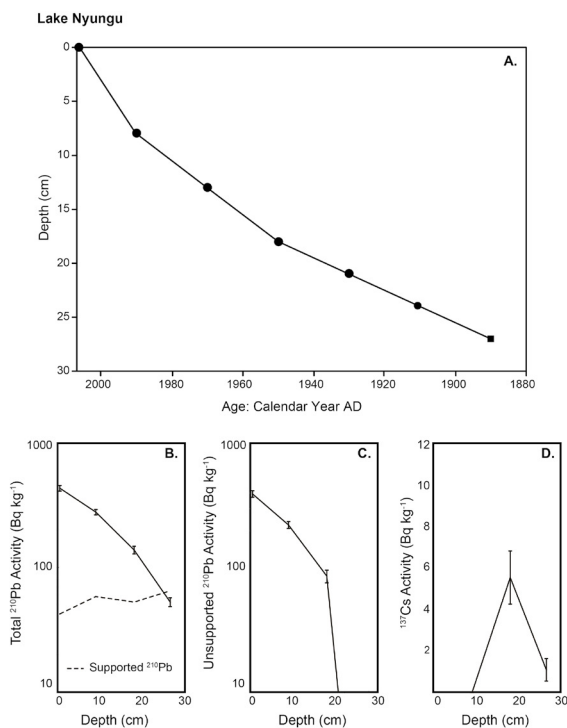 Lake Nyungu
A.
0
5
10
15
20
25
30
Depth (cm)
2000 1980 1960 1940 1920 1900 1880
Age: Calendar Year AD
B.
1000
100
10
Total ²¹⁰Pb Activity (Bq kg⁻¹)
Supported ²¹⁰Pb
0 10 20 30
Depth (cm)
C.
1000
100
10
Unsupported ²¹⁰Pb Activity (Bq kg⁻¹)
0 10 20 30
Depth (cm)
D.
12
10
8
6
4
2
¹³⁷Cs Activity (Bq kg⁻¹)
0 10 20 30
Depth (cm)